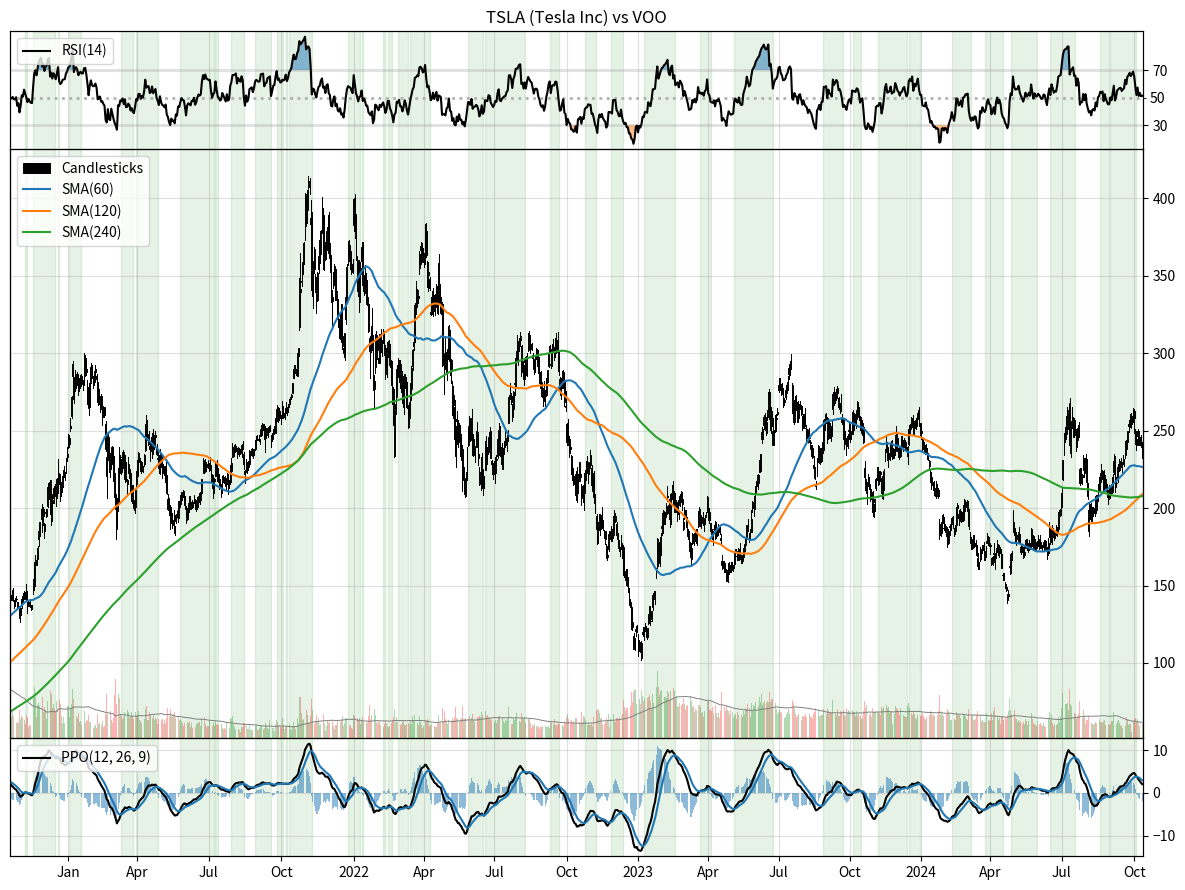 TSLA (Tesla Inc) vs VOO
RSI(14)
70
50
30
Candlesticks
SMA(60)
SMA(120)
SMA(240)
400
350
300
250
200
150
100
PPO(12, 26, 9)
10
0
−10
Jan Apr Jul Oct 2022 Apr Jul Oct 2023 Apr Jul Oct 2024 Apr Jul Oct